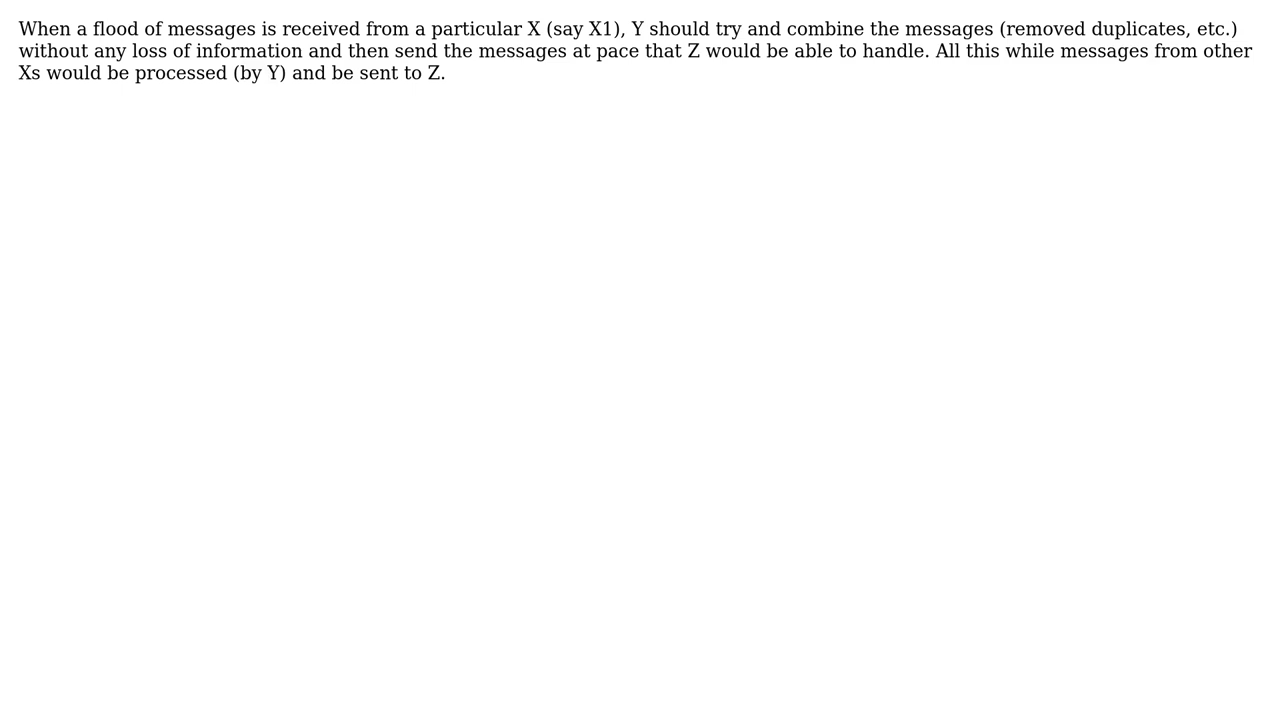 When a flood of messages is received from a particular X (say X1), Y should try and combine the messages (removed duplicates, etc.)
without any loss of information and then send the messages at pace that Z would be able to handle. All this while messages from other
Xs would be processed (by Y) and be sent to Z.